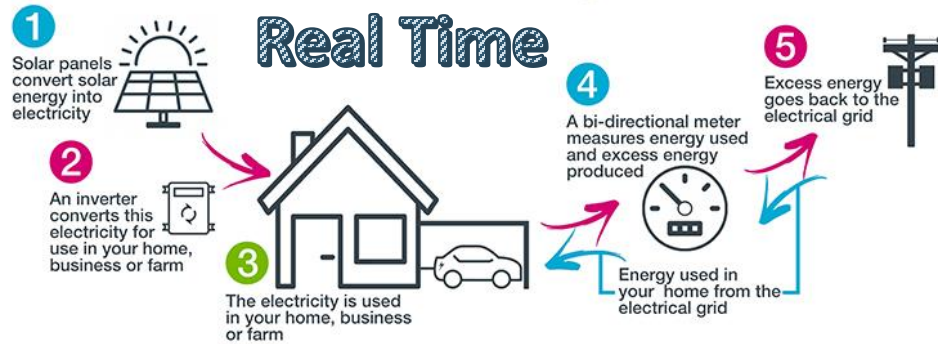 Real Time
1
Solar panels
convert solar
energy into
electricity
2
An inverter
converts this
electricity for
use in your home,
business or farm
3
The electricity is used
in your home, business
or farm
4
A bi-directional meter
measures energy used
and excess energy
produced
5
Excess energy
goes back to the
electrical grid
Energy used in
your home from the
electrical grid